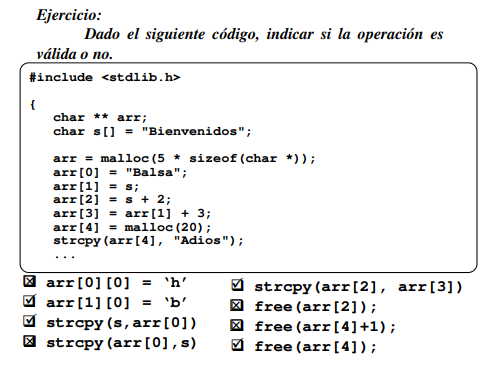 Ejercicio:
Dado el siguiente código, indicar si la operación es
válida o no.
#include <stdlib.h>
{
char ** arr;
char s[] = "Bienvenidos";
arr = malloc(5 * sizeof(char *));
arr[0] = "Balsa";
arr[1] = s;
arr[2] = s + 2;
arr[3] = arr[1] + 3;
arr[4] = malloc(20);
strcpy(arr[4], "Adios");
...
☒ arr[0][0] = ‘h’
☑ arr[1][0] = ‘b’
☑ strcpy(s,arr[0])
☒ strcpy(arr[0],s)
☑ strcpy(arr[2], arr[3])
☒ free(arr[2]);
☒ free(arr[4]+1);
☑ free(arr[4]);